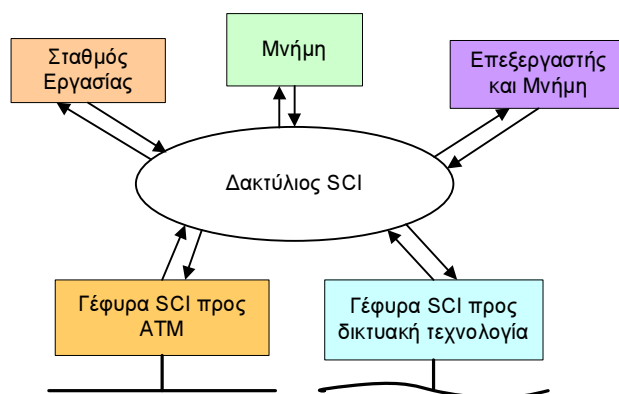 Σταθμός
Εργασίας
Μνήμη
Επεξεργαστής
και Μνήμη
Δακτύλιος SCI
Γέφυρα SCI προς
ATM
Γέφυρα SCI προς
δικτυακή τεχνολογία